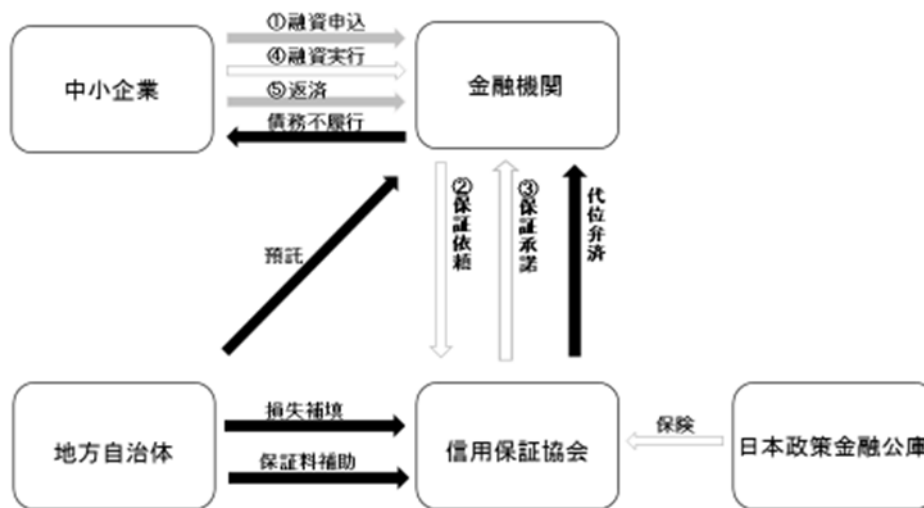 ①融資申込
中小企業
④融資実行
金融機関
⑤返済
債務不履行
②保証依頼
③保証承諾
代位弁済
預託
損失補填
地方自治体
信用保証協会
保険
日本政策金融公庫
保証料補助